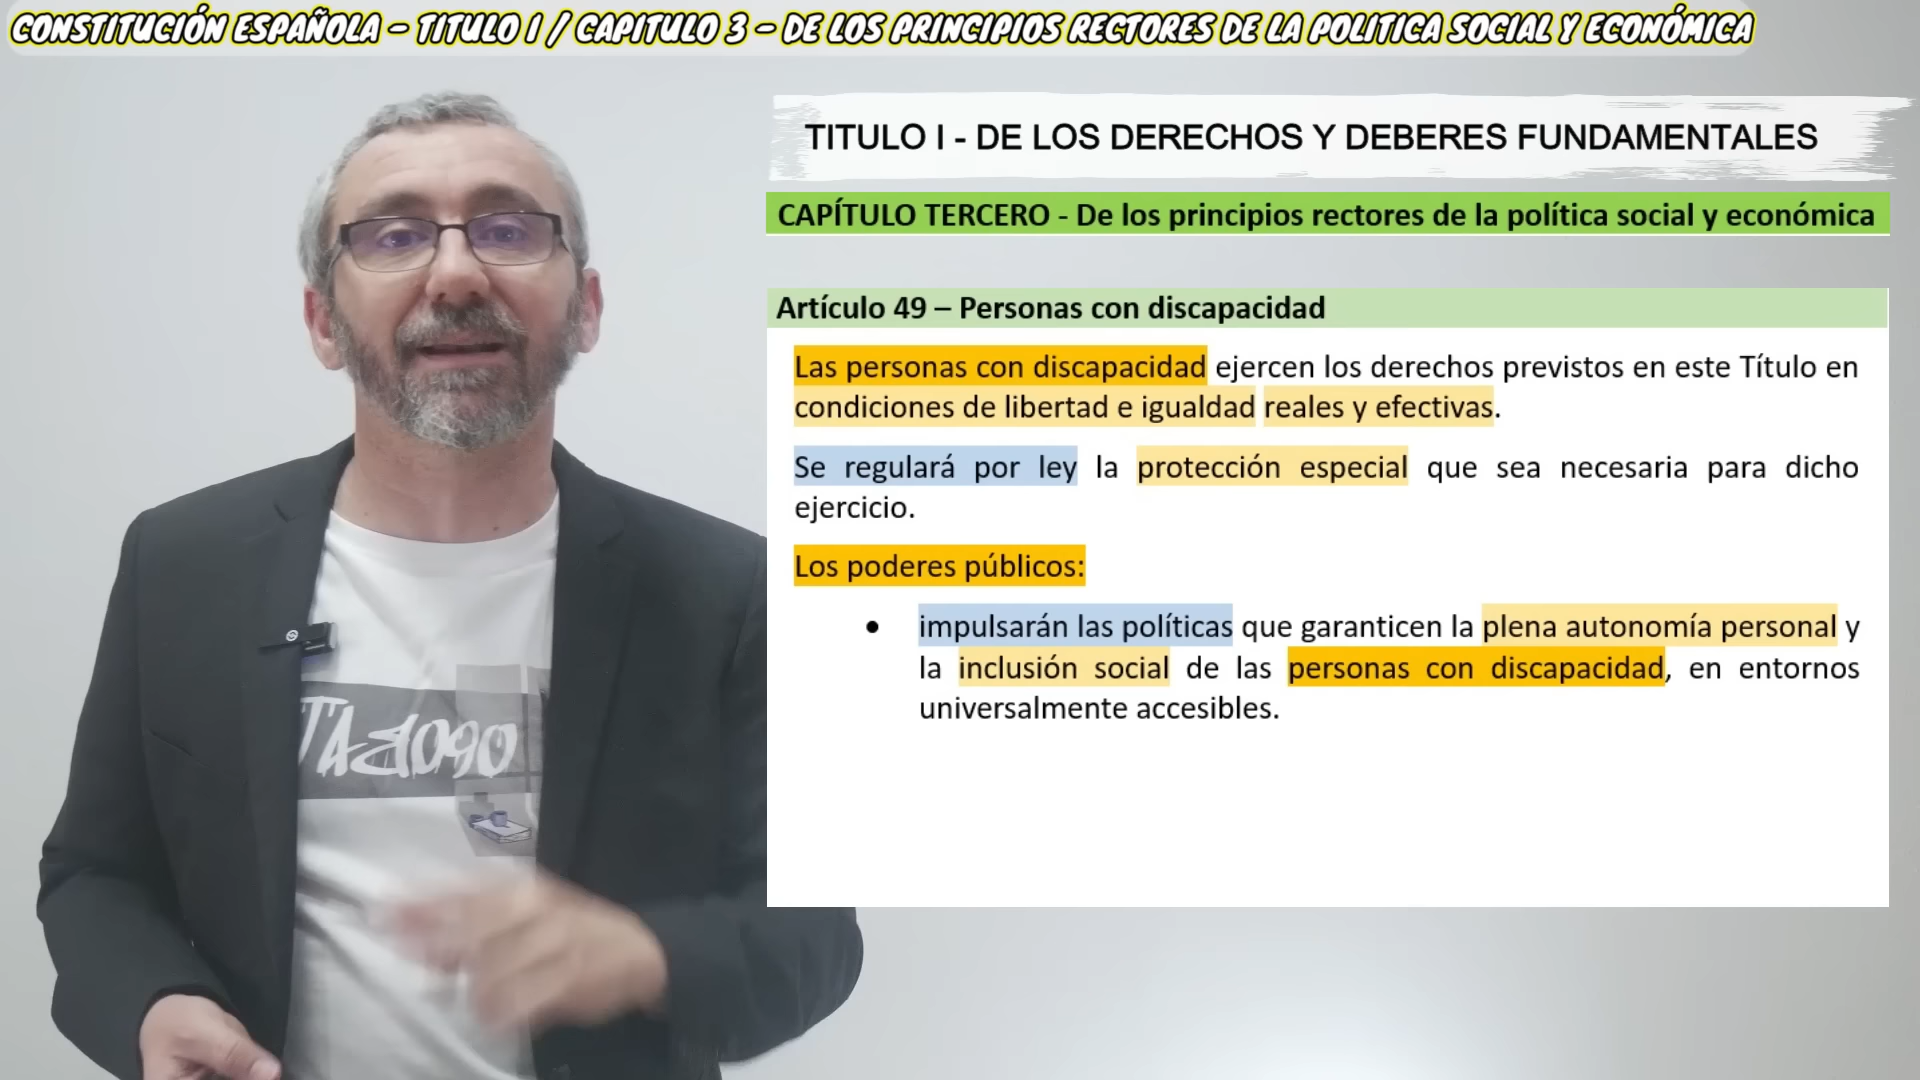 CONSTITUCIÓN ESPAÑOLA - TITULO I / CAPITULO 3 - DE LOS PRINCIPIOS RECTORES DE LA POLITICA SOCIAL Y ECONÓMICA
TITULO I - DE LOS DERECHOS Y DEBERES FUNDAMENTALES
CAPÍTULO TERCERO - De los principios rectores de la política social y económica
Artículo 49 – Personas con discapacidad
Las personas con discapacidad ejercen los derechos previstos en este Título en
condiciones de libertad e igualdad reales y efectivas.
Se regulará por ley la protección especial que sea necesaria para dicho
ejercicio.
Los poderes públicos:
• impulsarán las políticas que garanticen la plena autonomía personal y
la inclusión social de las personas con discapacidad, en entornos
universalmente accesibles.